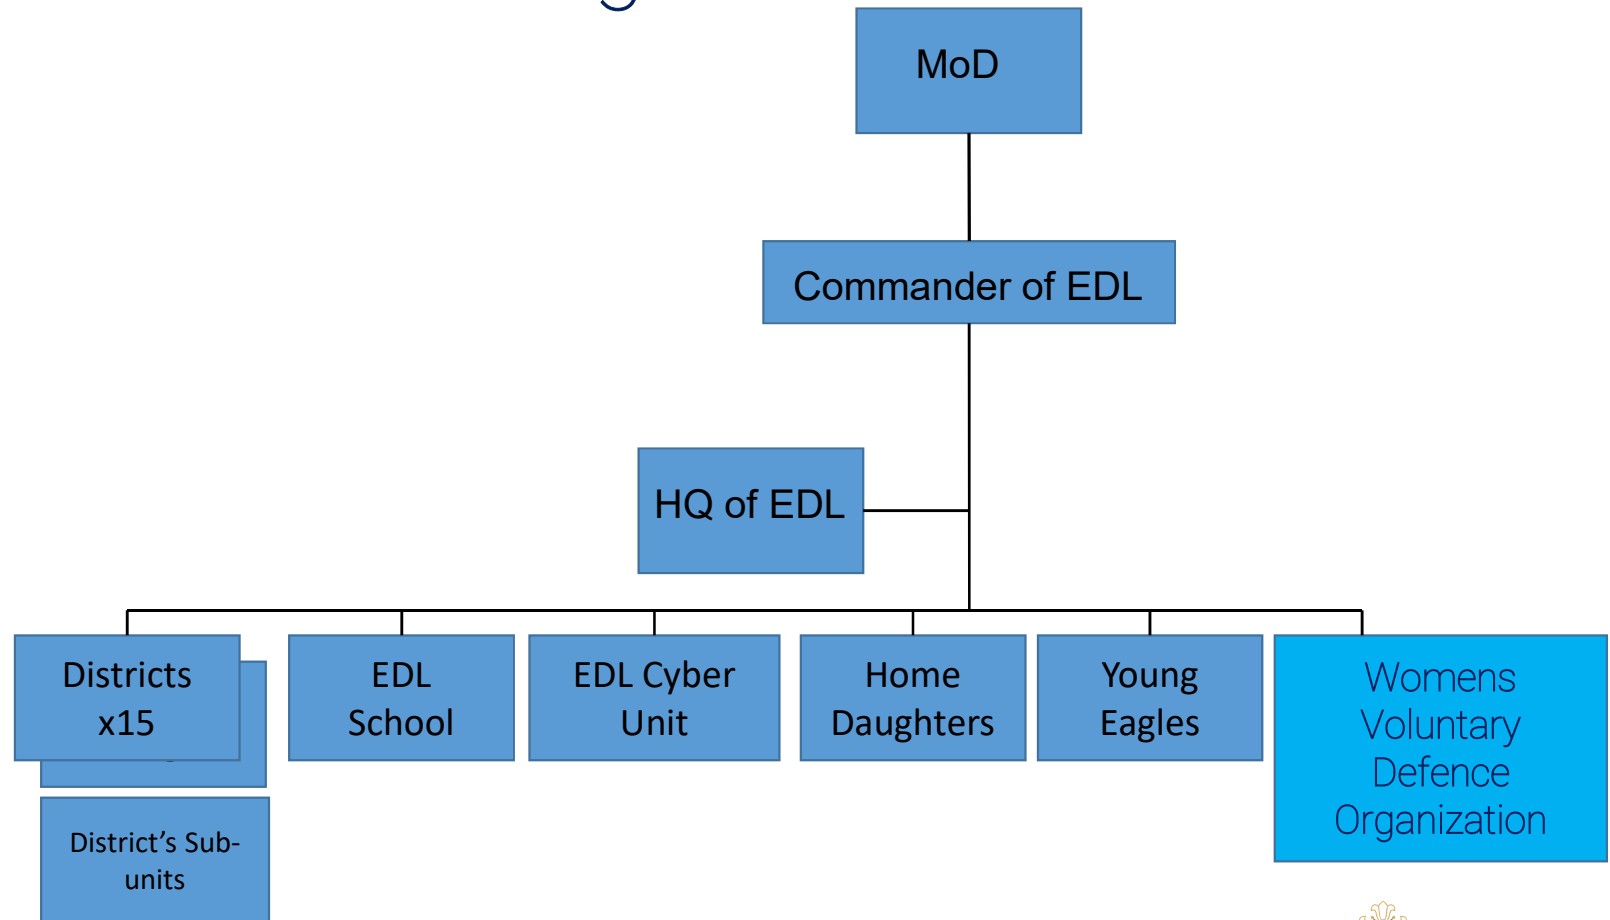 MoD
Commander of EDL
HQ of EDL
Districts
x15
EDL
School
EDL Cyber
Unit
Home
Daughters
Young
Eagles
Womens
Voluntary
Defence
Organization
District’s Sub-
units